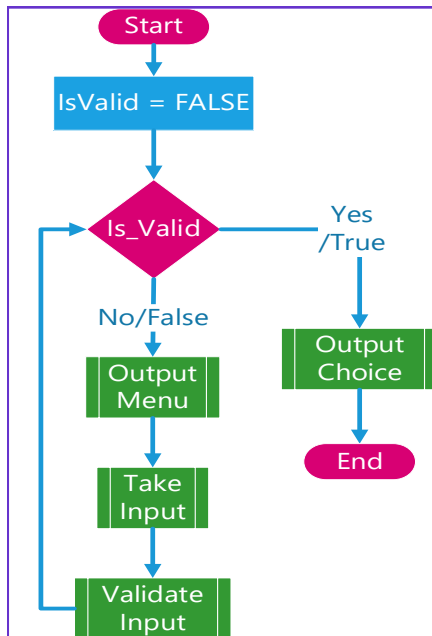 Start
IsValid = FALSE
Is_Valid
Yes
/True
No/False
Output
Menu
Output
Choice
Take
Input
End
Validate
Input